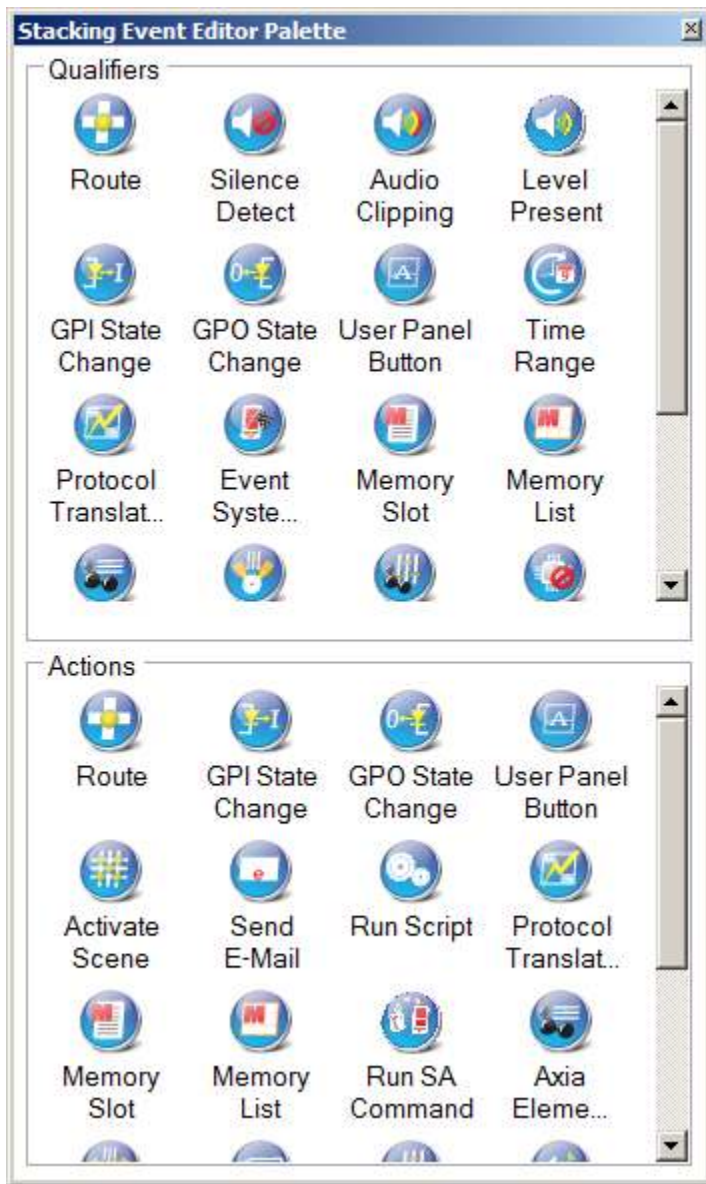 Stacking Event Editor Palette
Qualifiers
Route
Silence Detect
Audio Clipping
Level Present
GPI State Change
GPO State Change
User Panel Button
Time Range
Protocol Translat...
Event Syste...
Memory Slot
Memory List
Actions
Route
GPI State Change
GPO State Change
User Panel Button
Activate Scene
Send E-Mail
Run Script
Protocol Translat...
Memory Slot
Memory List
Run SA Command
Axia Eleme...